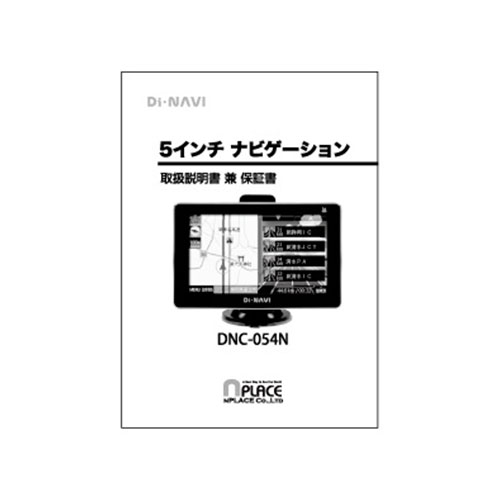 Di-NAVI
5インチ ナビゲーション
取扱説明書 兼 保証書
Di-NAVI
DNC-054N
nPLACE
NPLACE Co.,LTD